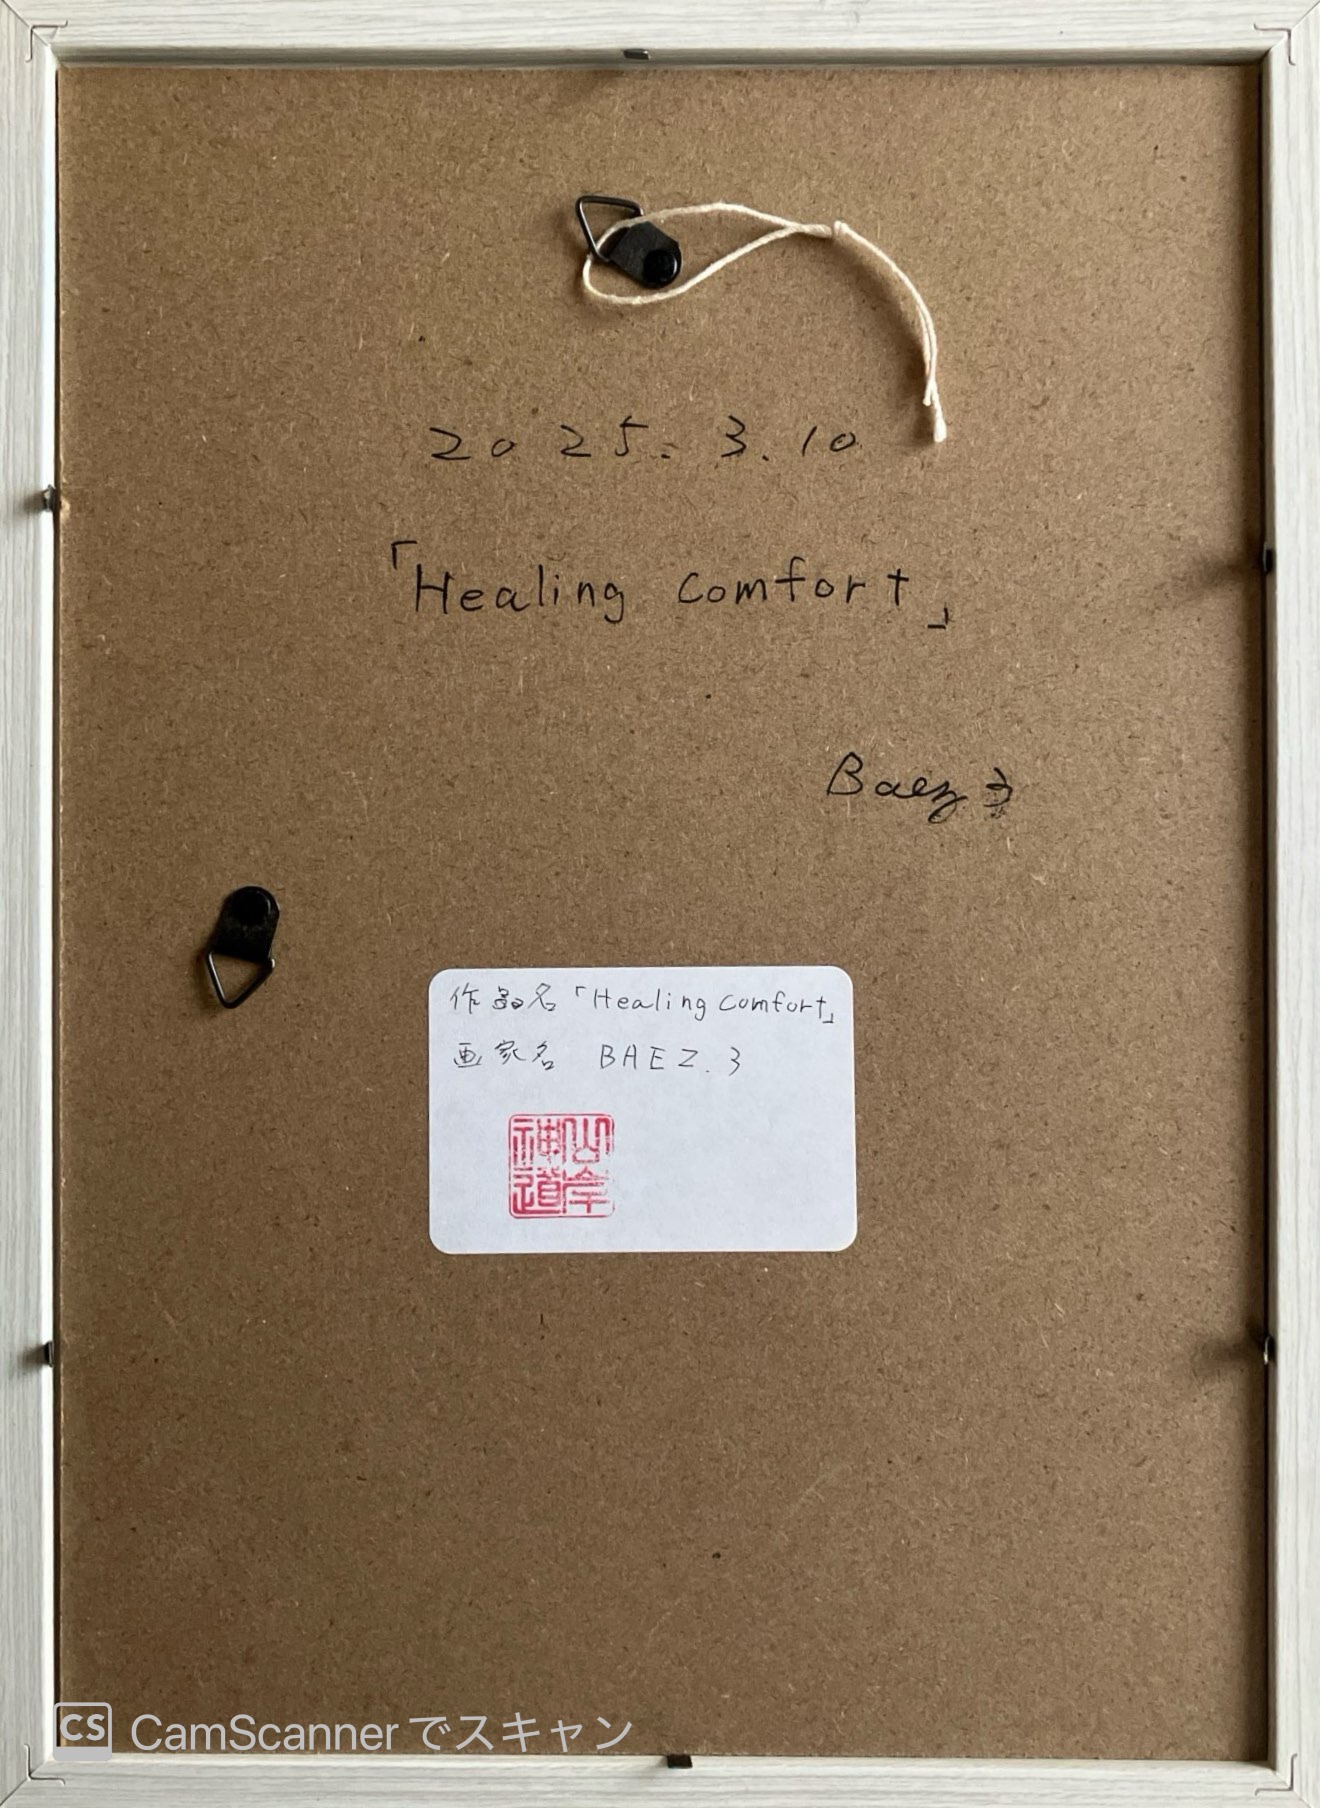 2025.3.10
「Healing comfort」
Baez 3
作品名「Healing comfort」
画家名 BAEZ.3
CS CamScannerでスキャン